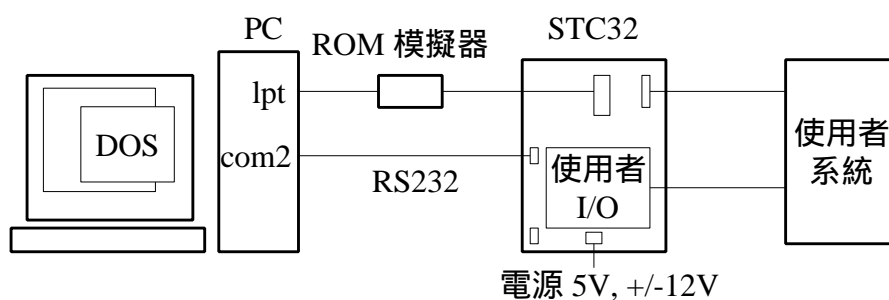 PC
ROM 模擬器
STC32
lpt
DOS
com2
RS232
使用者
I/O
使用者
系統
電源 5V, +/-12V